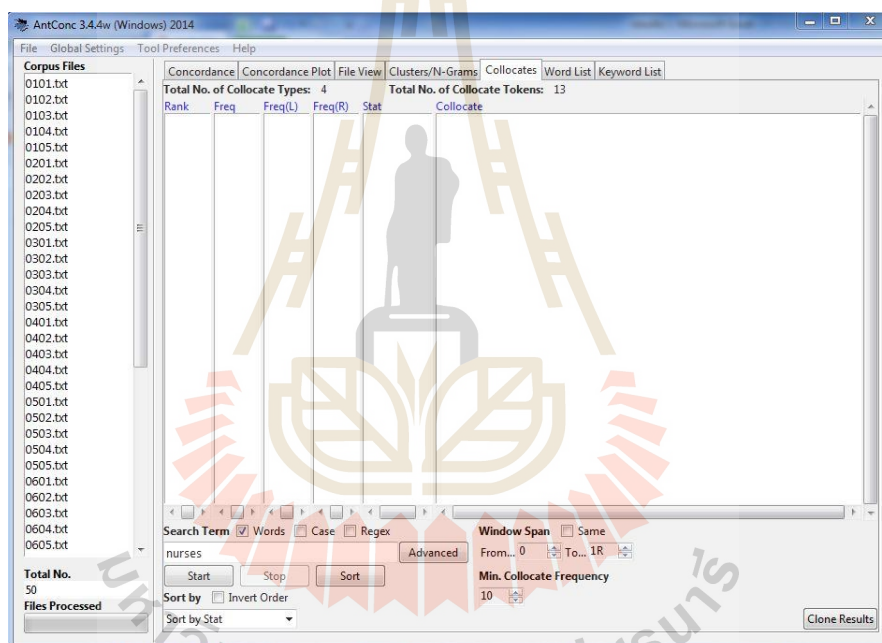 AntConc 3.4.4w (Windows) 2014
File Global Settings Tool Preferences Help
Corpus Files
0101.txt
0102.txt
0103.txt
0104.txt
0105.txt
0201.txt
0202.txt
0203.txt
0204.txt
0205.txt
0301.txt
0302.txt
0303.txt
0304.txt
0305.txt
0401.txt
0402.txt
0403.txt
0404.txt
0405.txt
0501.txt
0502.txt
0503.txt
0504.txt
0505.txt
0601.txt
0602.txt
0603.txt
0604.txt
0605.txt
Total No.
50
Files Processed
Concordance Concordance Plot File View Clusters/N-Grams Collocates Word List Keyword List
Total No. of Collocate Types: 4 Total No. of Collocate Tokens: 13
Rank Freq Freq(L) Freq(R) Stat Collocate
Search Term Words Case Regex Window Span Same
nurses Advanced From... 0 To... 1R
Start Stop Sort Min. Collocate Frequency
Sort by Invert Order 10
Sort by Stat Clone Results